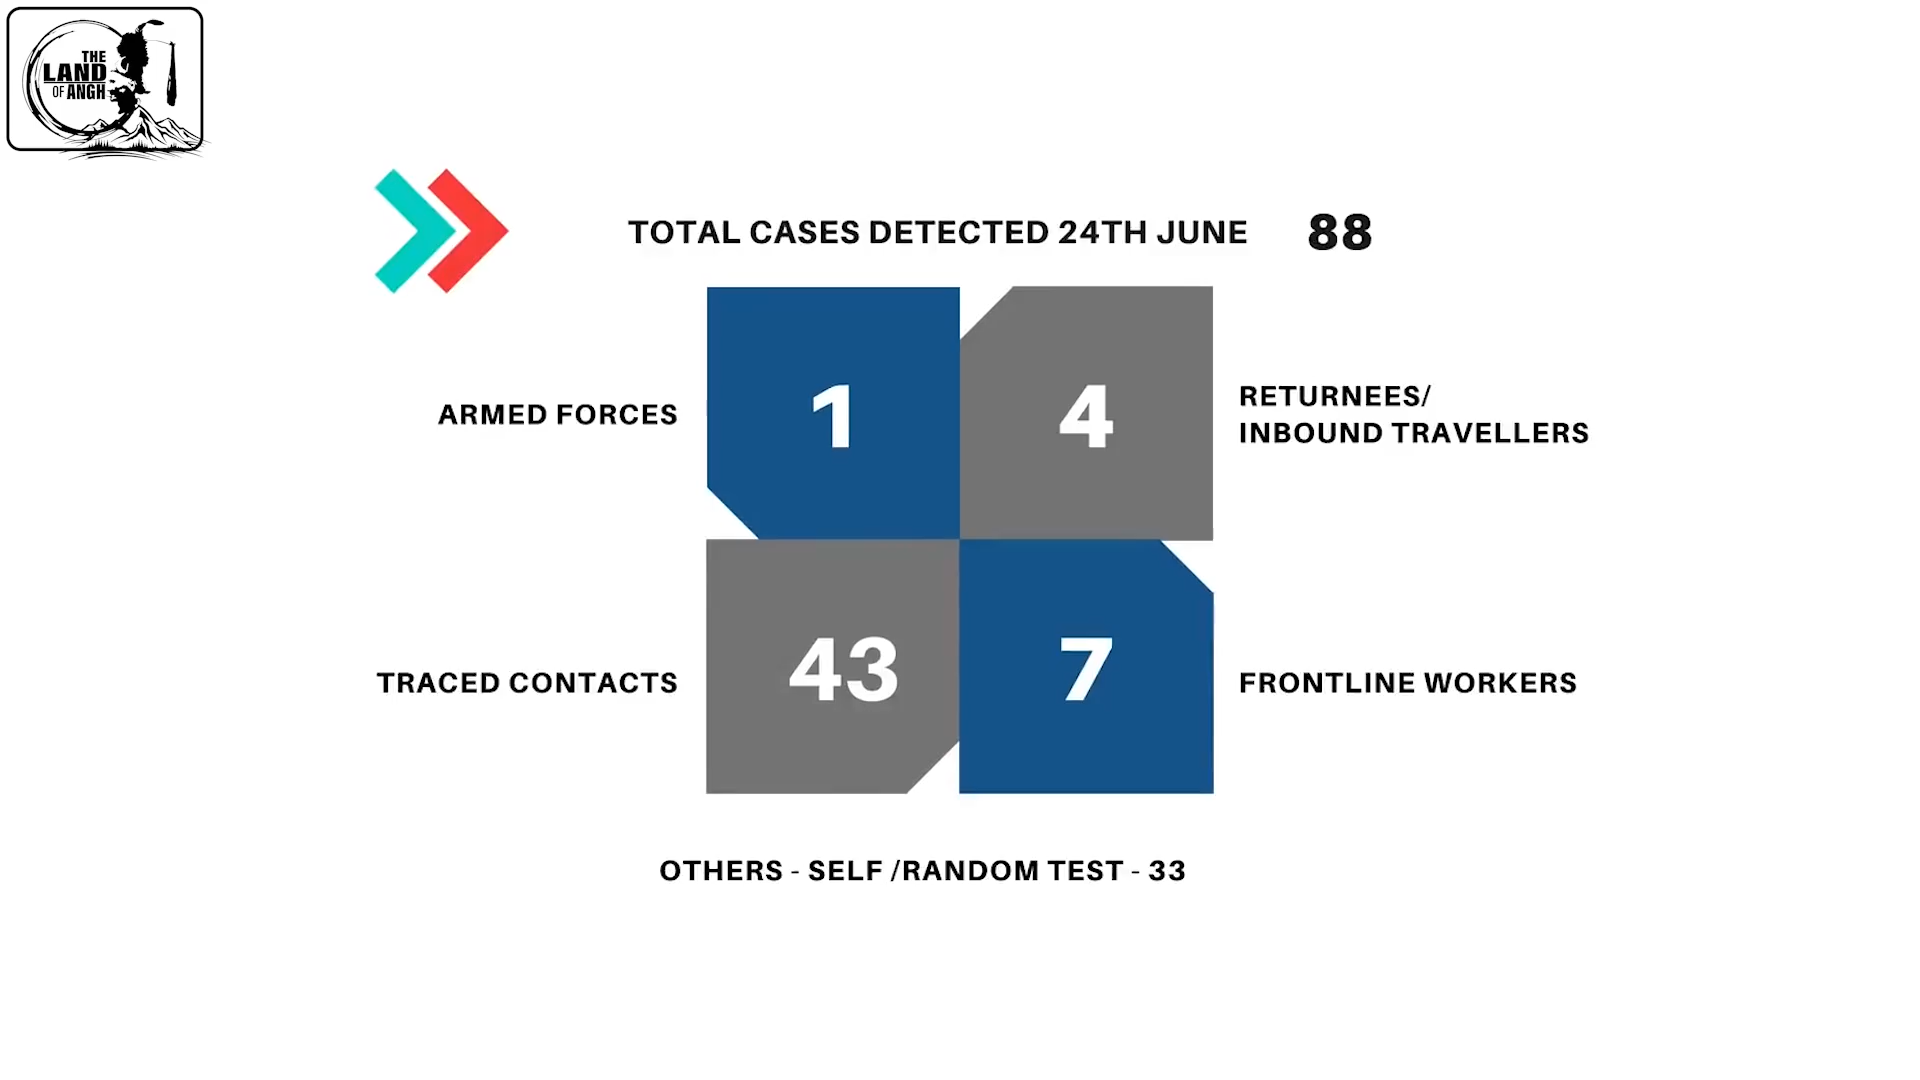 THE
LAND
OF ANGH
TOTAL CASES DETECTED 24TH JUNE 88
ARMED FORCES
1
4
RETURNEES/
INBOUND TRAVELLERS
TRACED CONTACTS
43
7
FRONTLINE WORKERS
OTHERS - SELF /RANDOM TEST - 33